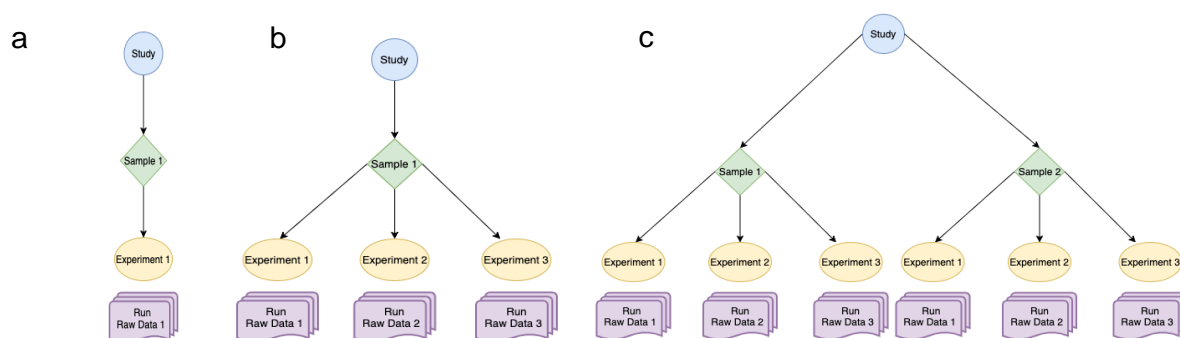 a
Study
Sample 1
Experiment 1
Run
Raw Data 1
b
Study
Sample 1
Experiment 1
Experiment 2
Experiment 3
Run
Raw Data 1
Run
Raw Data 2
Run
Raw Data 3
c
Study
Sample 1
Sample 2
Experiment 1
Experiment 2
Experiment 3
Experiment 1
Experiment 2
Experiment 3
Run
Raw Data 1
Run
Raw Data 2
Run
Raw Data 3
Run
Raw Data 1
Run
Raw Data 2
Run
Raw Data 3